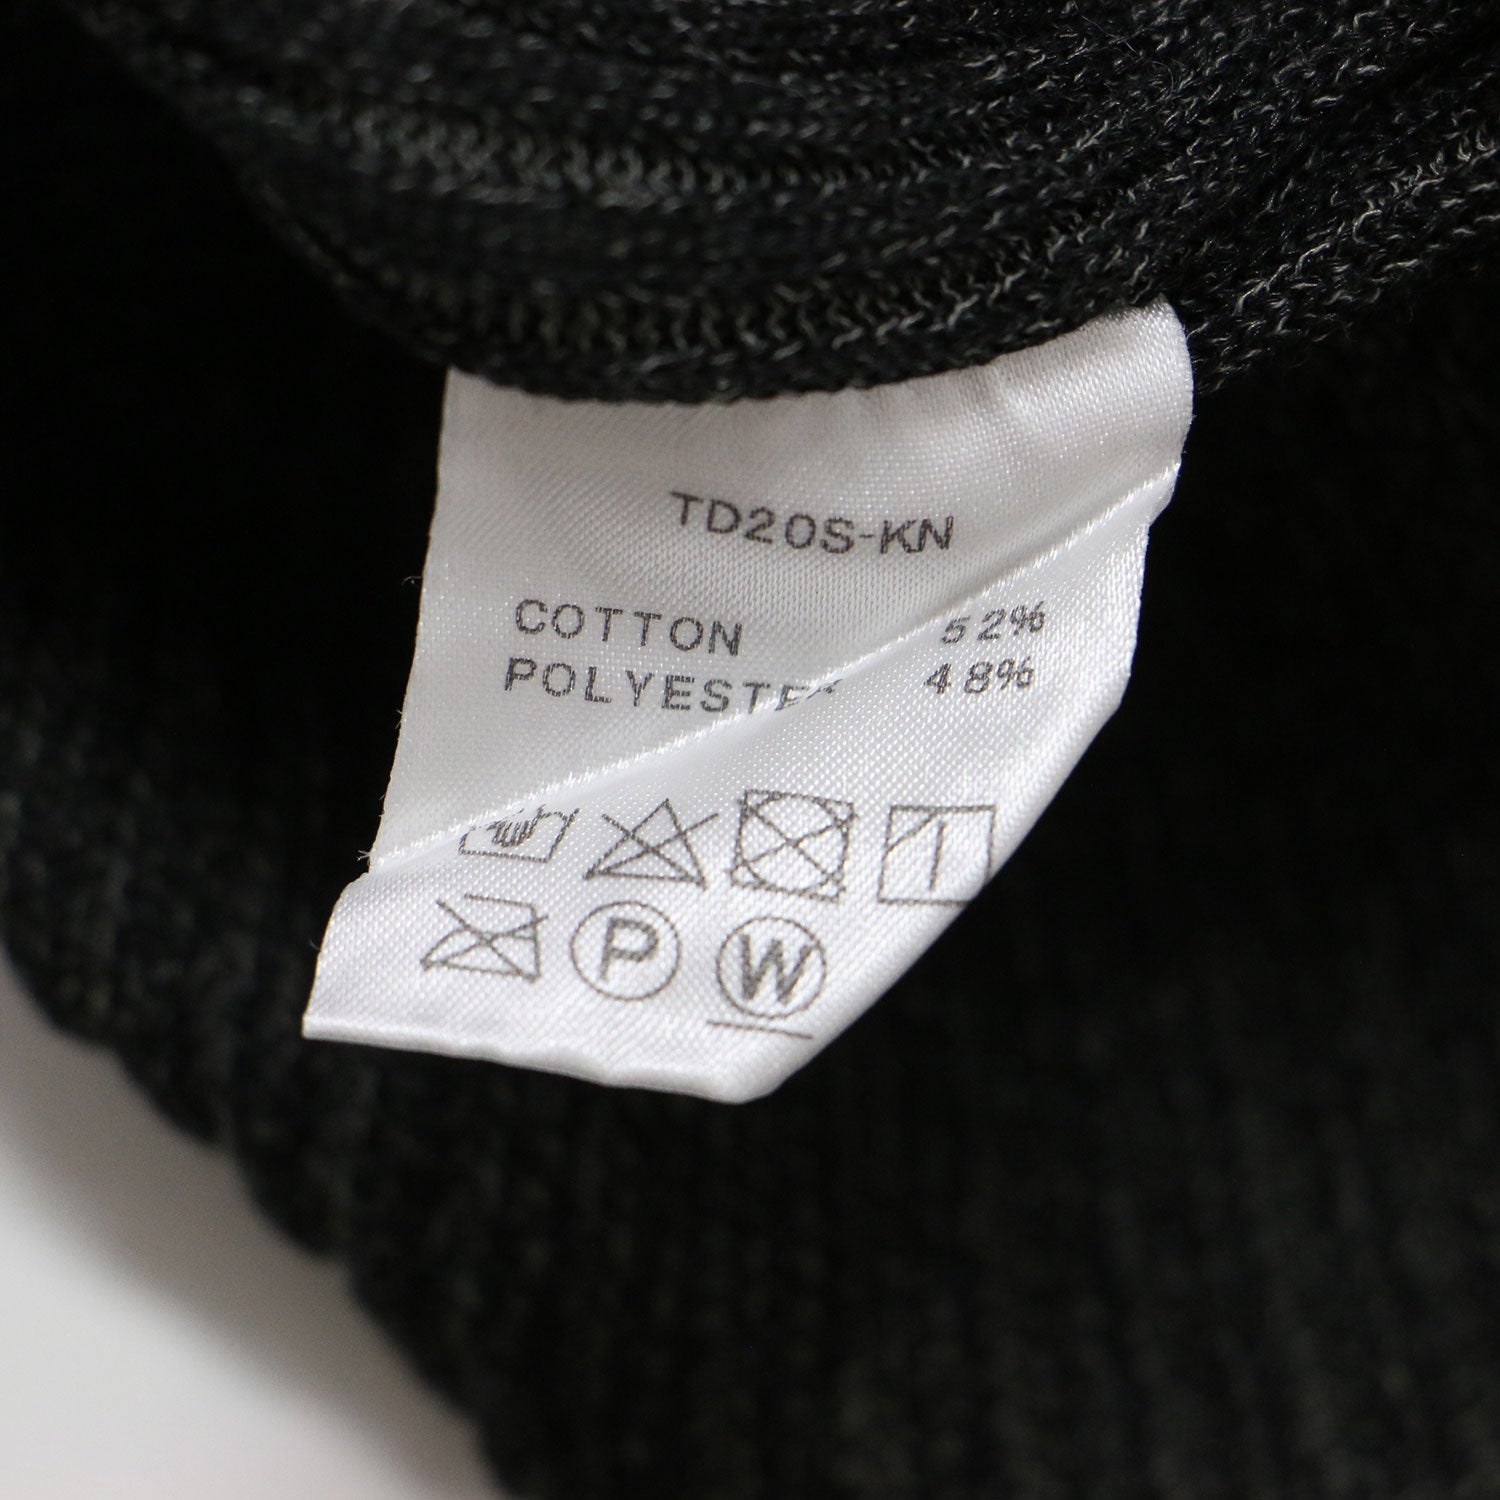 TD20S-KN
COTTON 52%
POLYESTER 48%
P W